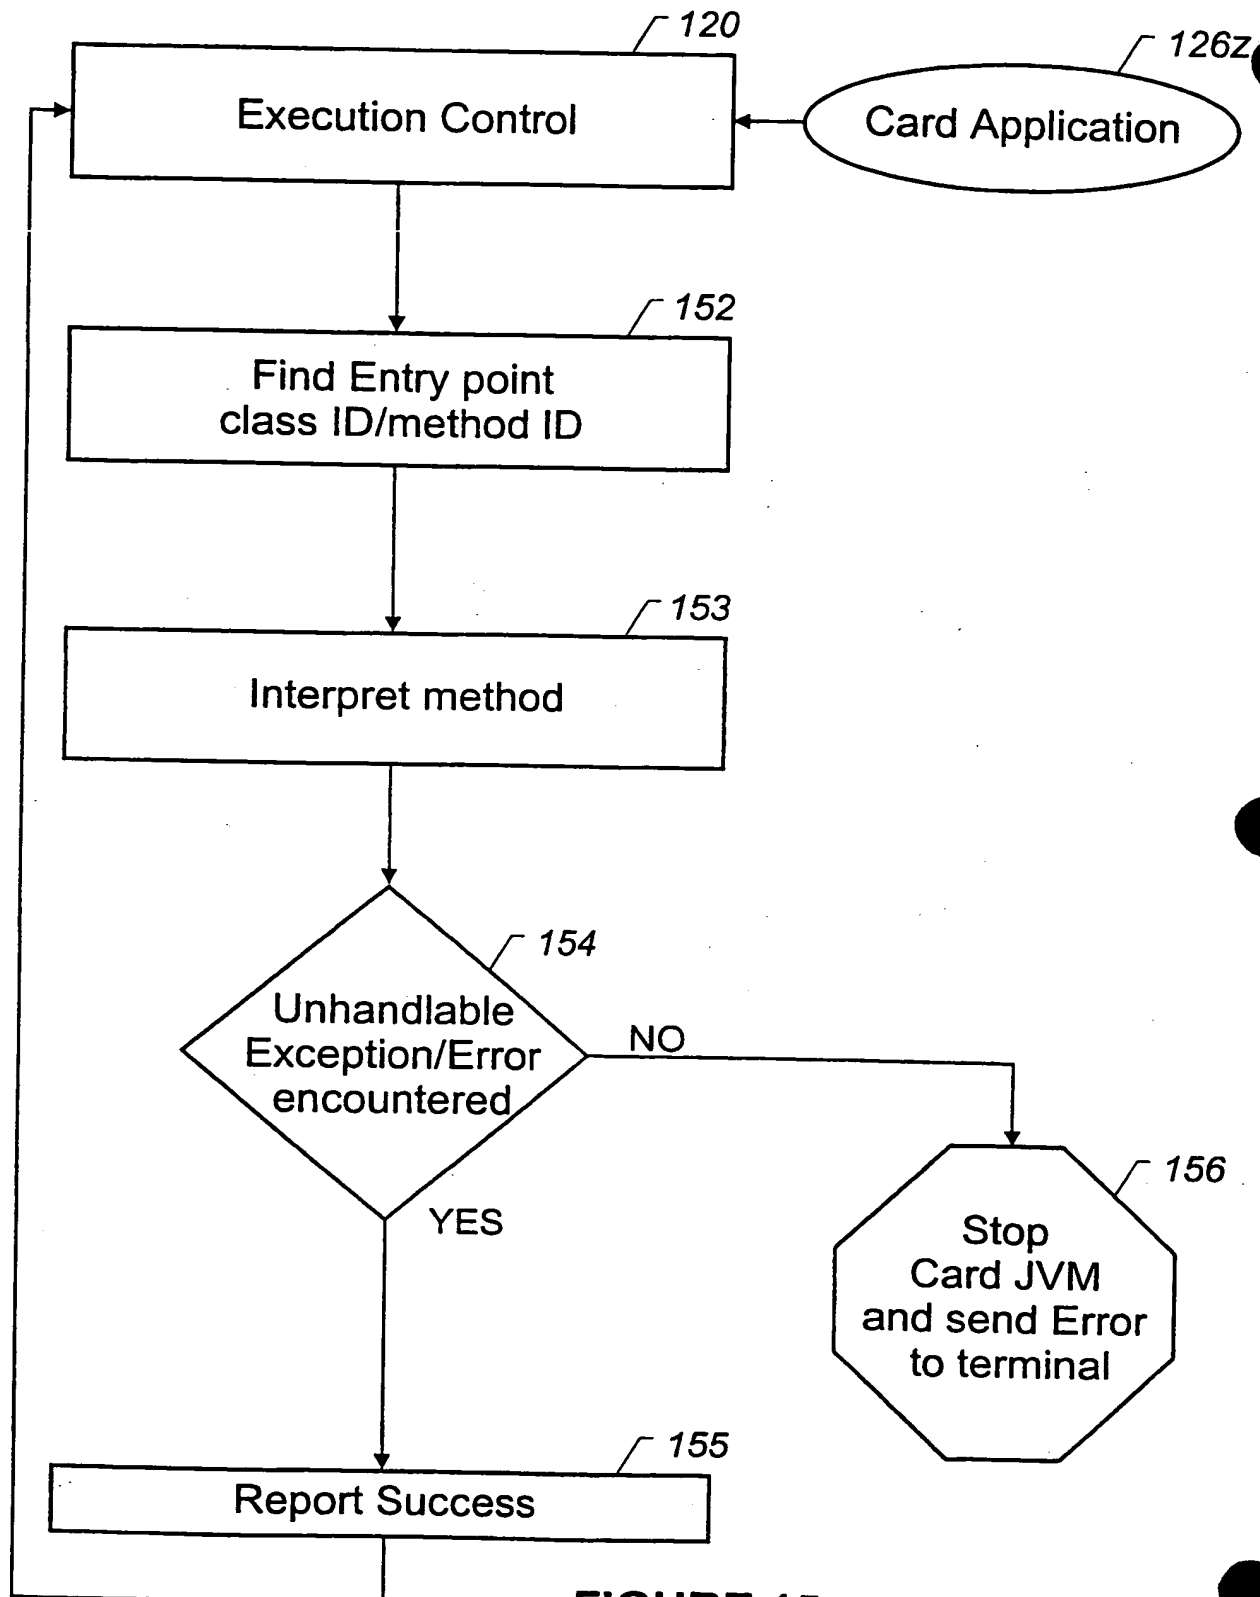 120
126z
Execution Control
Card Application
152
Find Entry point
class ID/method ID
153
Interpret method
154
Unhandlable
Exception/Error
encountered
NO
YES
156
Stop
Card JVM
and send Error
to terminal
155
Report Success